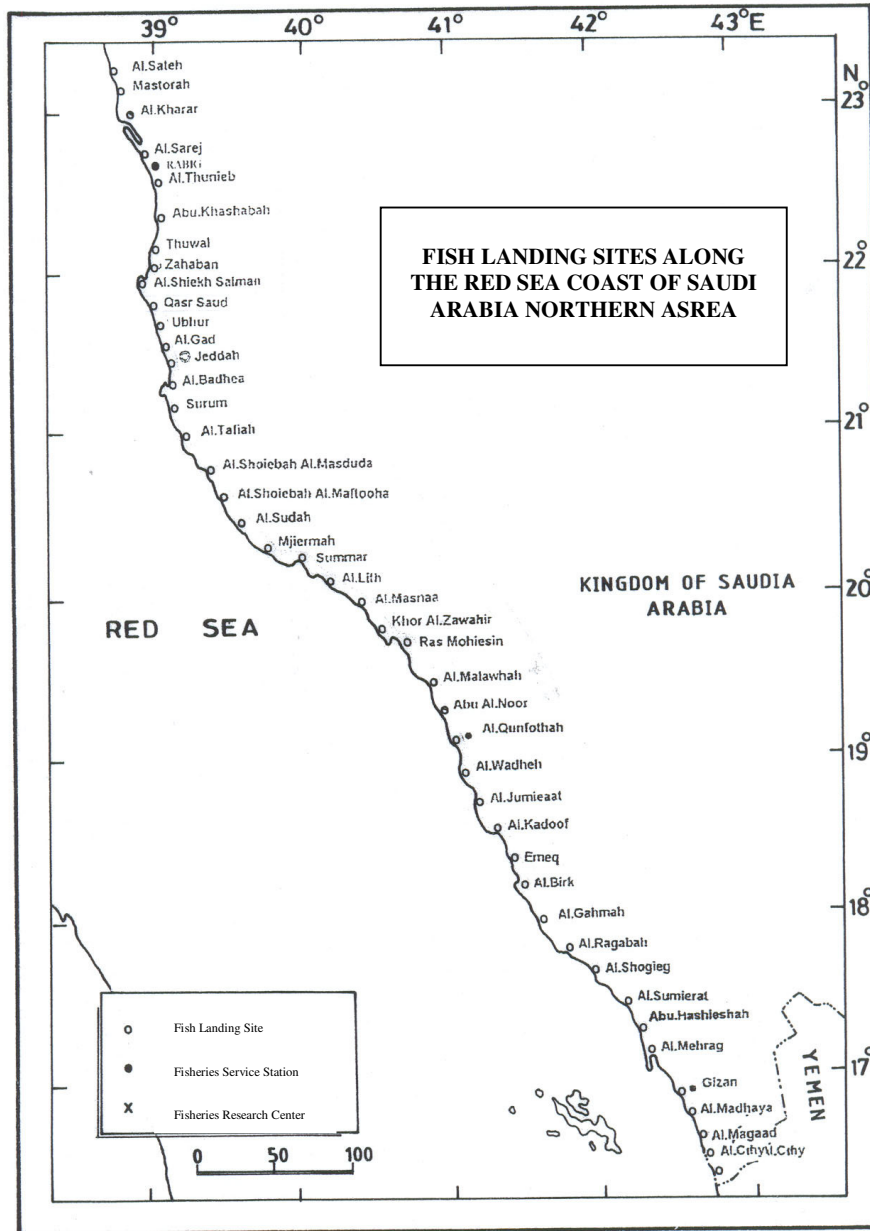 39° 40° 41° 42° 43°E
N°
Al.Sateh
Mastorah
23°
Al.Kharar
Al.Sarej
RABIG
Al.Thunieb
Abu.Khashabah
FISH LANDING SITES ALONG
THE RED SEA COAST OF SAUDI
ARABIA NORTHERN ASREA
Thuwal
22°
Zahaban
Al.Shiekh Salman
Qasr Saud
Ubhur
Al.Gad
Jeddah
Al.Badhea
Surum
21°
Al.Tafiah
Al.Shoiebah Al.Masduda
Al.Shoiebah Al.Maftooha
Al.Sudah
Mjiermah
Summar
Al.Lith
20°
KINGDOM OF SAUDIA
ARABIA
Al.Masnaa
Khor Al.Zawahir
RED SEA
Ras Mohiesin
Al.Malawhah
Abu Al.Noor
Al.Qunfothah
19°
Al.Wadheh
Al.Jumieaat
Al.Kadoof
Emeq
Al.Birk
18°
Al.Gahmah
Al.Ragabah
Al.Shogieg
Al.Sumierat
Abu.Hashieshah
Al.Mehrag
17°
YEMEN
Gizan
Al.Madhaya
Al.Magaad
Fish Landing Site
Fisheries Service Station
X Fisheries Research Center
0 50 100